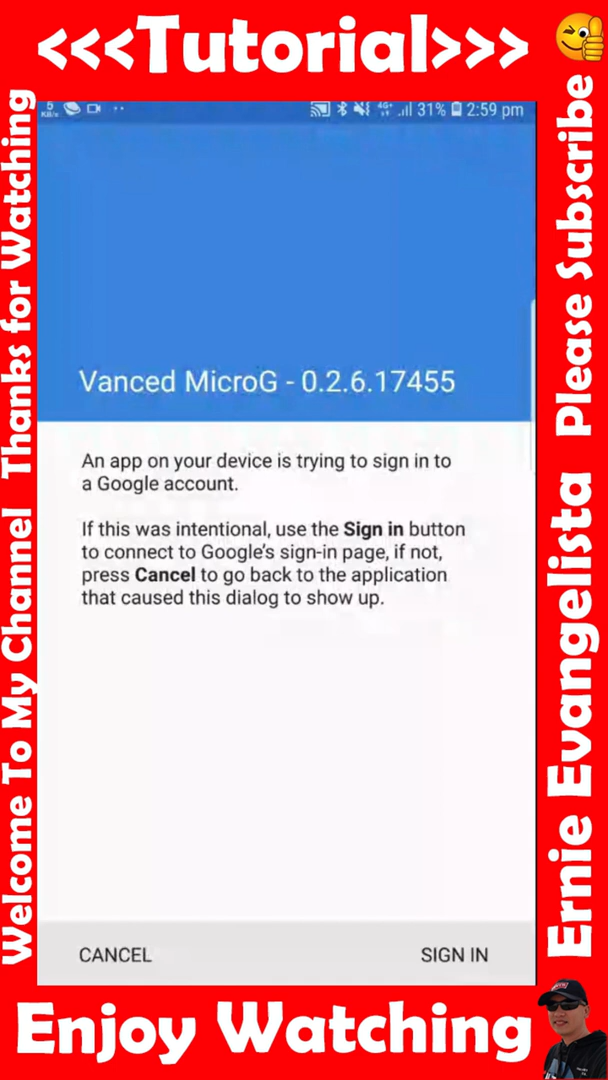 <<<Tutorial>>>
Welcome To My Channel Thanks for Watching
5
KB/s
4G+
31%
2:59 pm
Vanced MicroG - 0.2.6.17455
An app on your device is trying to sign in to
a Google account.
If this was intentional, use the Sign in button
to connect to Google's sign-in page, if not,
press Cancel to go back to the application
that caused this dialog to show up.
CANCEL
SIGN IN
Ernie Evangelista Please Subscribe
Enjoy Watching